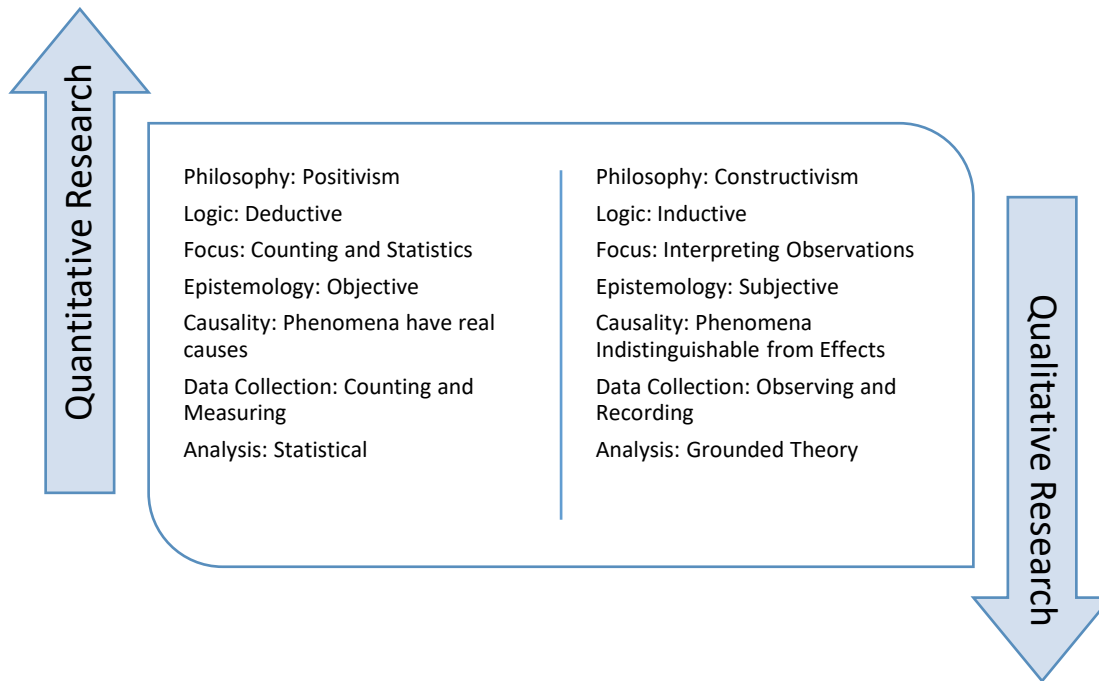 Quantitative Research
Philosophy: Positivism
Logic: Deductive
Focus: Counting and Statistics
Epistemology: Objective
Causality: Phenomena have real
causes
Data Collection: Counting and
Measuring
Analysis: Statistical
Philosophy: Constructivism
Logic: Inductive
Focus: Interpreting Observations
Epistemology: Subjective
Causality: Phenomena
Indistinguishable from Effects
Data Collection: Observing and
Recording
Analysis: Grounded Theory
Qualitative Research